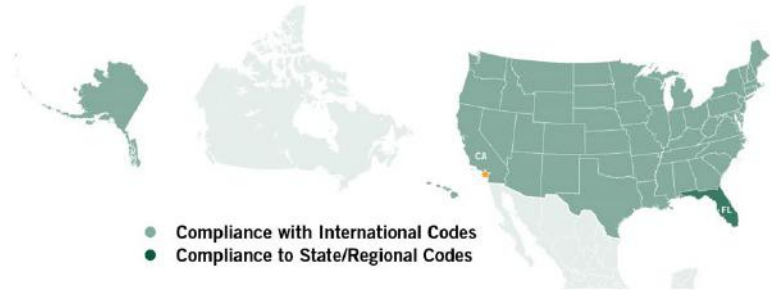 CA
FL
Compliance with International Codes
Compliance to State/Regional Codes